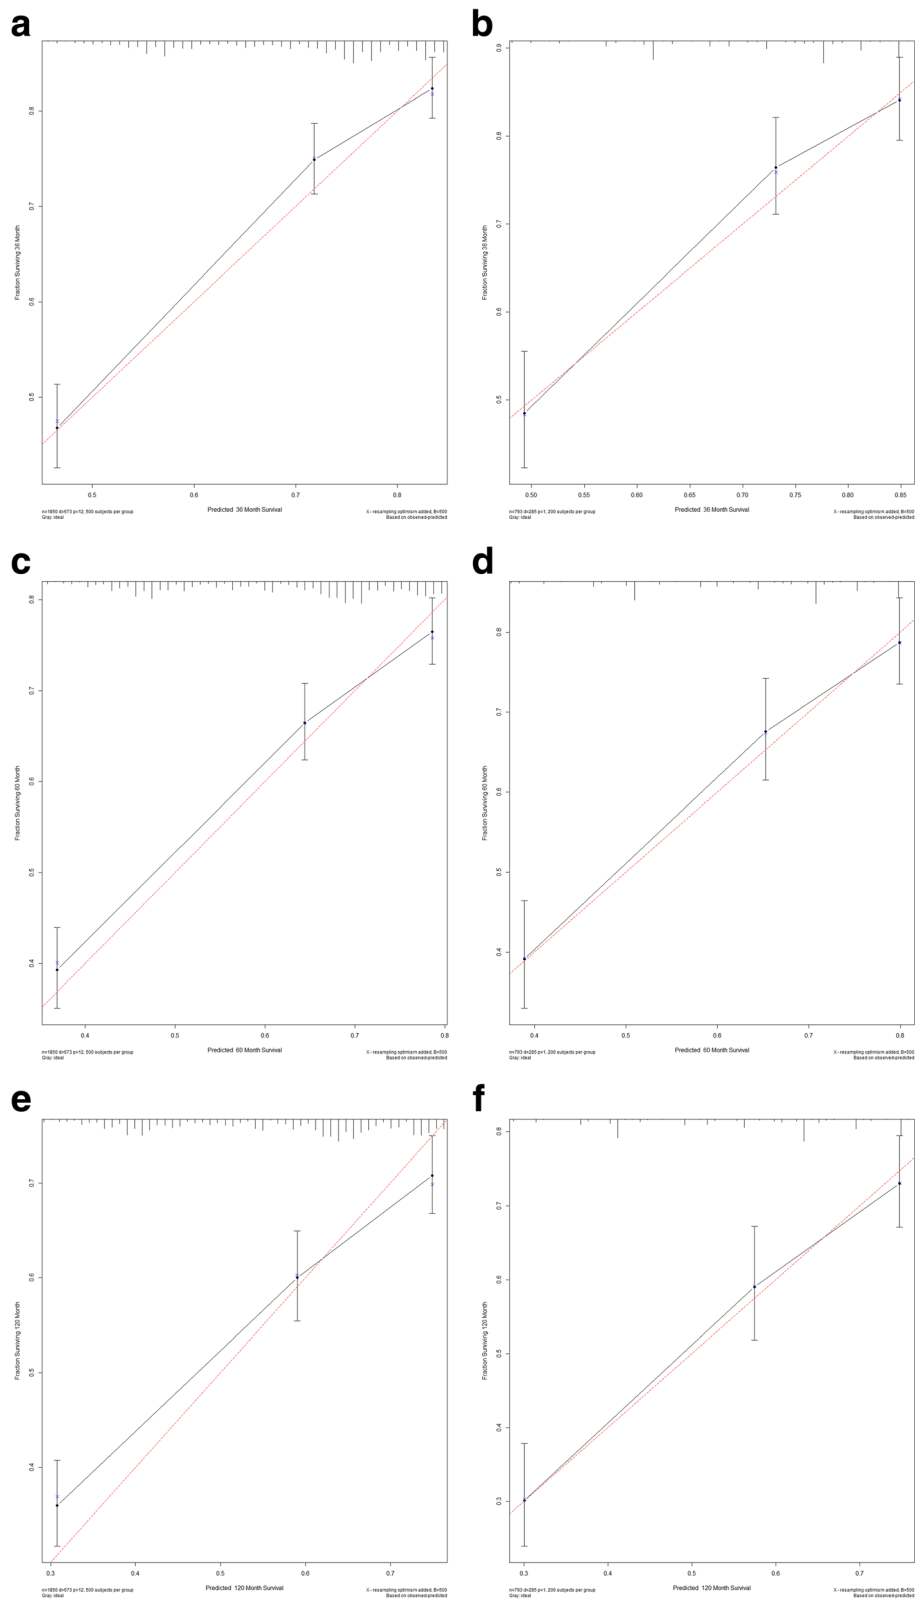 a
b
Fraction Surviving 36 Month
0.5 0.6 0.7 0.8
0.5 0.6 0.7 0.8
Predicted 36 Month Survival
n=1850 d=673 p=12, 500 subjects per group
Gray: ideal
X - resampling optimism added, B=500
Based on observed-predicted
Fraction Surviving 36 Month
0.5 0.6 0.7 0.8 0.9
0.50 0.55 0.60 0.65 0.70 0.75 0.80 0.85
Predicted 36 Month Survival
n=793 d=285 p=1, 200 subjects per group
Gray: ideal
X - resampling optimism added, B=500
Based on observed-predicted
c
d
Fraction Surviving 60 Month
0.4 0.5 0.6 0.7 0.8
0.4 0.5 0.6 0.7 0.8
Predicted 60 Month Survival
n=1850 d=673 p=12, 500 subjects per group
Gray: ideal
X - resampling optimism added, B=500
Based on observed-predicted
Fraction Surviving 60 Month
0.4 0.5 0.6 0.7 0.8
0.4 0.5 0.6 0.7 0.8
Predicted 60 Month Survival
n=793 d=285 p=1, 200 subjects per group
Gray: ideal
X - resampling optimism added, B=500
Based on observed-predicted
e
f
Fraction Surviving 120 Month
0.4 0.5 0.6 0.7
0.3 0.4 0.5 0.6 0.7
Predicted 120 Month Survival
n=1850 d=673 p=12, 500 subjects per group
Gray: ideal
X - resampling optimism added, B=500
Based on observed-predicted
Fraction Surviving 120 Month
0.3 0.4 0.5 0.6 0.7 0.8
0.3 0.4 0.5 0.6 0.7
Predicted 120 Month Survival
n=793 d=285 p=1, 200 subjects per group
Gray: ideal
X - resampling optimism added, B=500
Based on observed-predicted